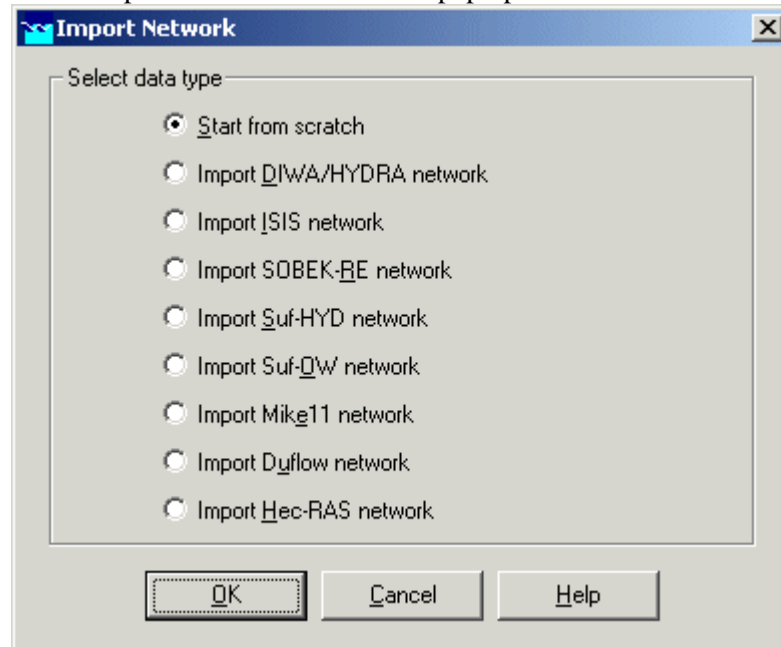 Import Network
Select data type
Start from scratch
Import DIWA/HYDRA network
Import ISIS network
Import SOBEK-RE network
Import Suf-HYD network
Import Suf-OW network
Import Mike11 network
Import Duflow network
Import Hec-RAS network
OK Cancel Help